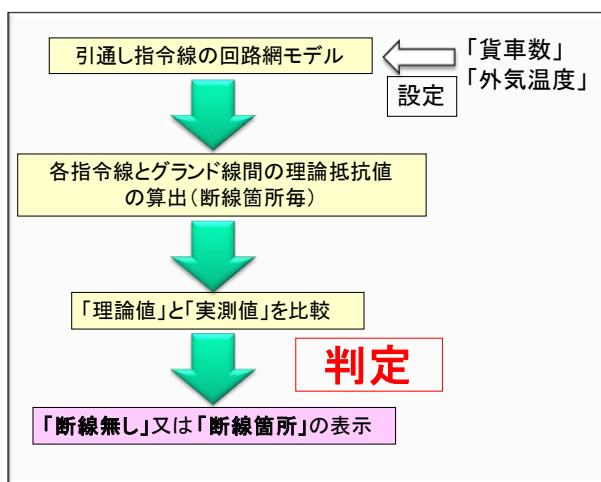 引通し指令線の回路網モデル
「貨車数」
「外気温度」
設定
各指令線とグランド線間の理論抵抗値
の算出(断線箇所毎)
「理論値」と「実測値」を比較
判定
「断線無し」又は「断線箇所」の表示